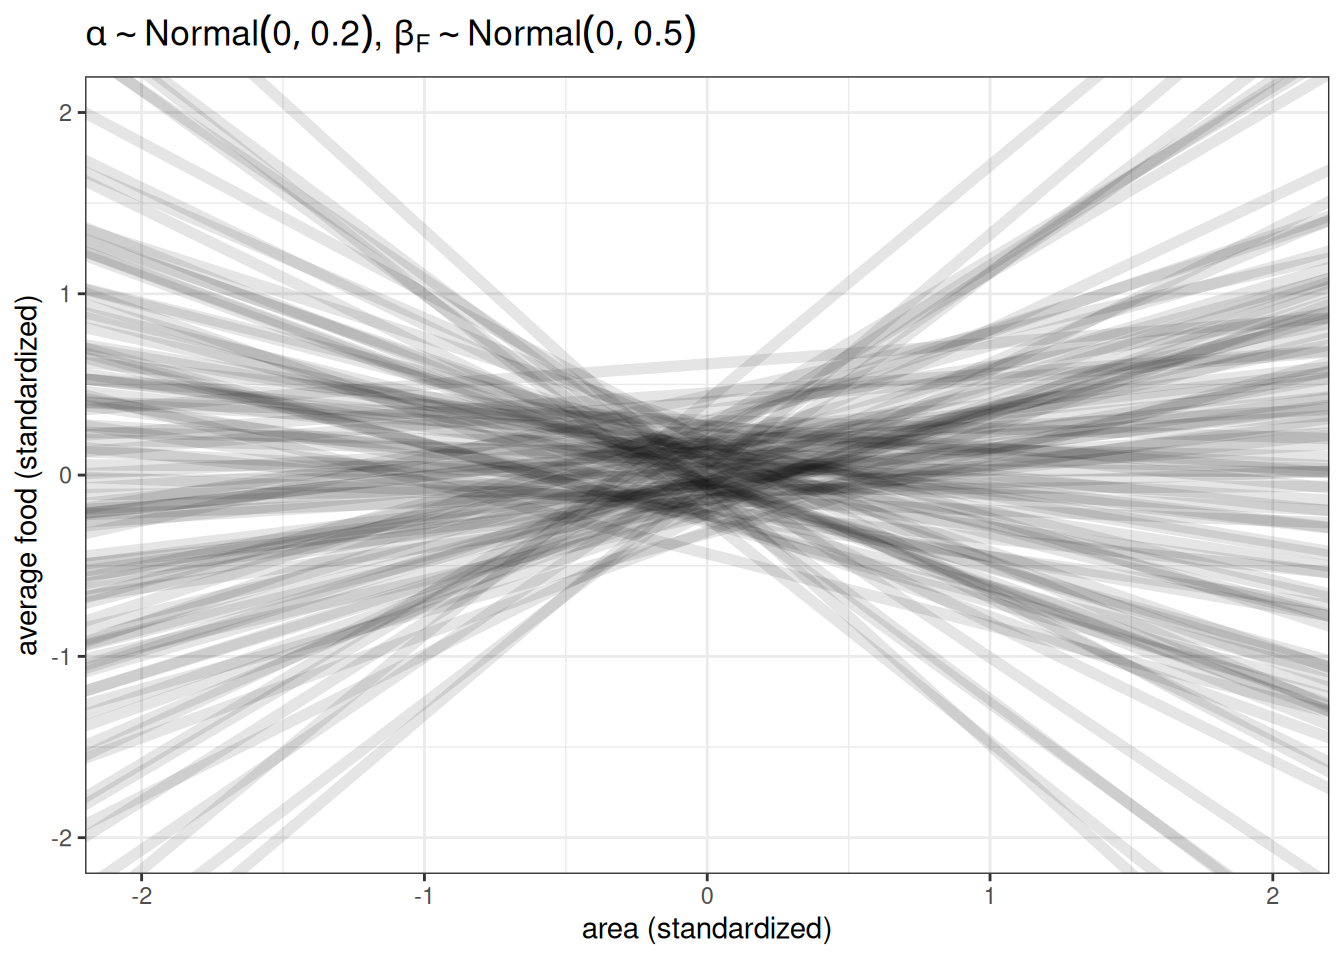 α ~ Normal(0, 0.2), βF ~ Normal(0, 0.5)
2
1
0
-1
-2
average food (standardized)
-2 -1 0 1 2
area (standardized)